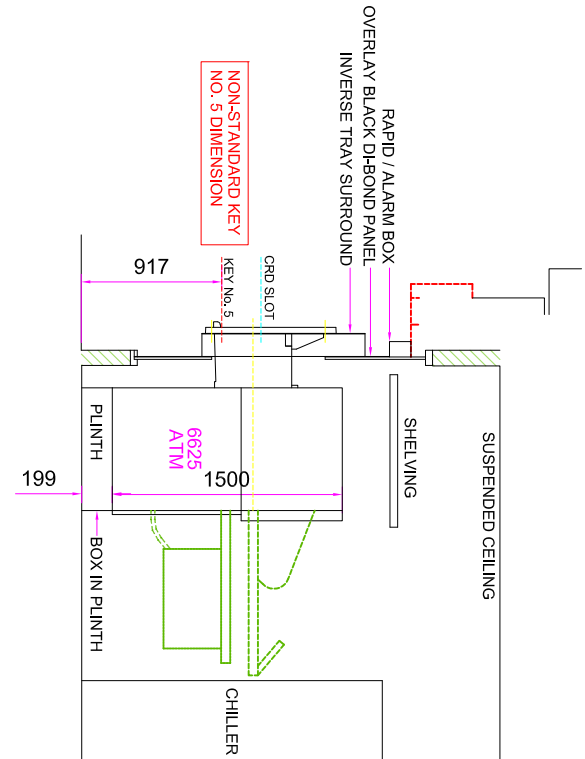 OVERLAY BLACK DI-BOND PANEL
RAPID / ALARM BOX
INVERSE TRAY SURROUND
NON-STANDARD KEY
NO. 5 DIMENSION
CRD SLOT
KEY No. 5
917
PLINTH
6625
ATM
1500
199
SHELVING
SUSPENDED CEILING
BOX IN PLINTH
CHILLER